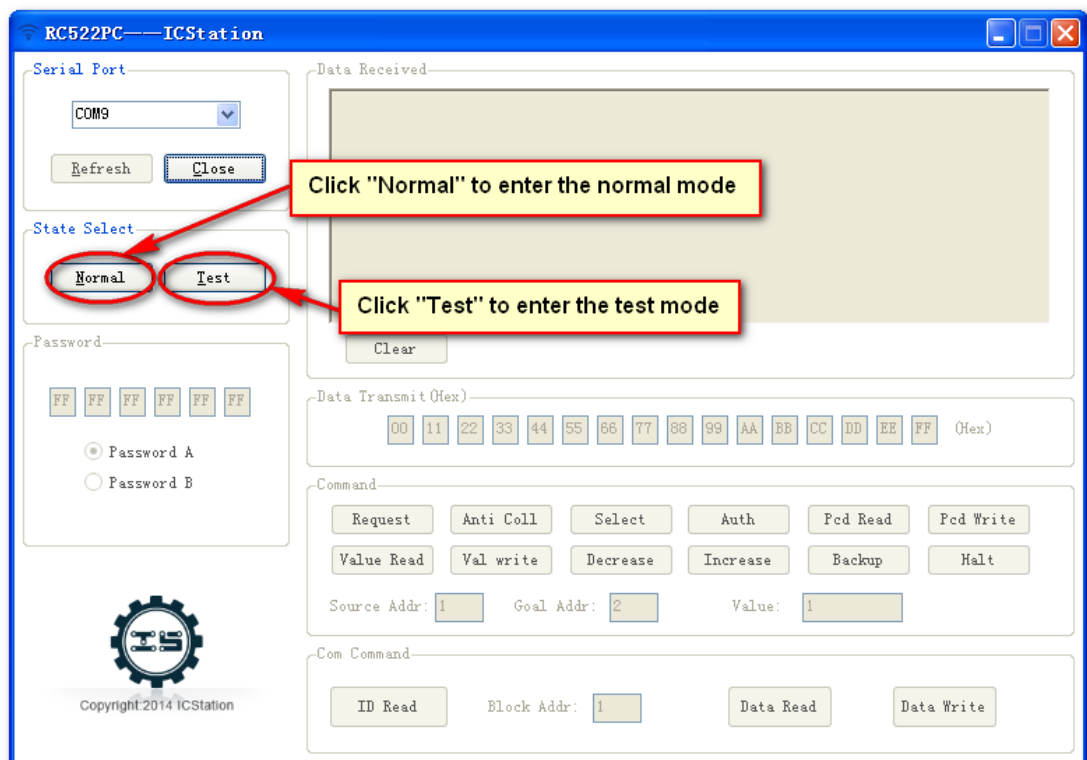 RC522PC——ICStation
Serial Port
COM9
Refresh Close
State Select
Normal Test
Password
FF FF FF FF FF FF
Password A
Password B
IS
Copyright:2014 ICStation
Data Received
Click "Normal" to enter the normal mode
Click "Test" to enter the test mode
Clear
Data Transmit(Hex)
00 11 22 33 44 55 66 77 88 99 AA BB CC DD EE FF (Hex)
Command
Request Anti Coll Select Auth Pcd Read Pcd Write
Value Read Val write Decrease Increase Backup Halt
Source Addr: 1 Goal Addr: 2 Value: 1
Com Command
ID Read Block Addr: 1 Data Read Data Write